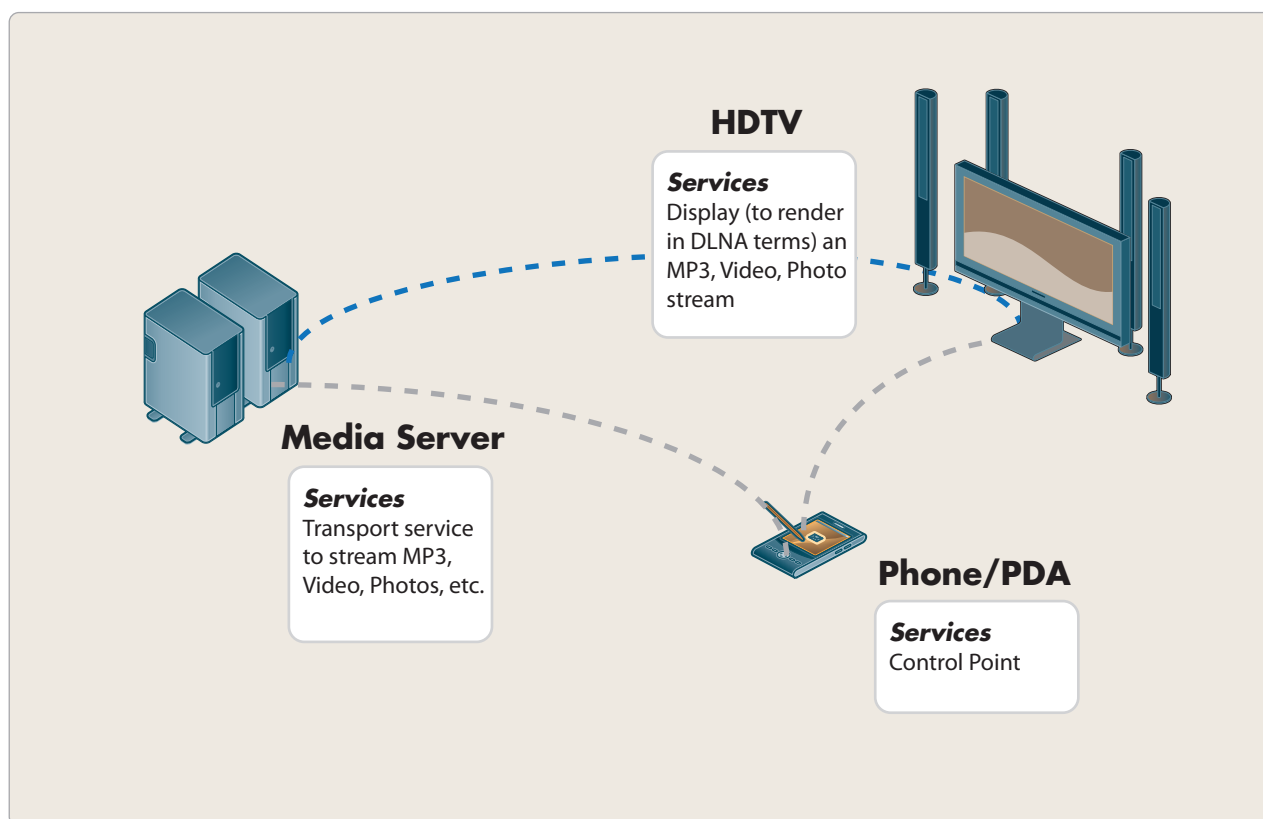 HDTV
Services
Display (to render
in DLNA terms) an
MP3, Video, Photo
stream
Media Server
Services
Transport service
to stream MP3,
Video, Photos, etc.
Phone/PDA
Services
Control Point